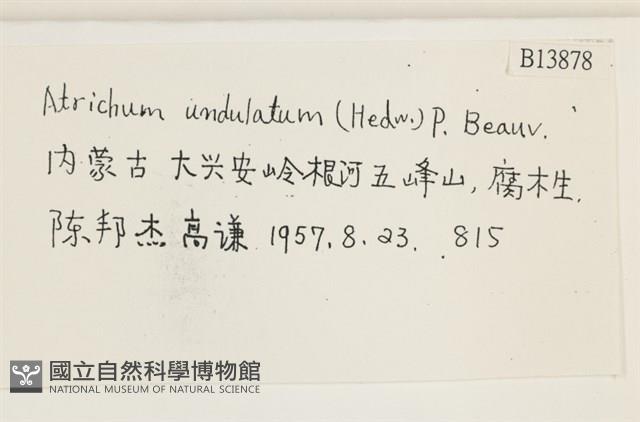 B13878
Atrichum undulatum (Hedw.) P. Beauv.
内蒙古 大兴安岭根河五峰山, 腐木生.
陈邦杰 高谦 1957.8.23. 815
國立自然科學博物館
NATIONAL MUSEUM OF NATURAL SCIENCE